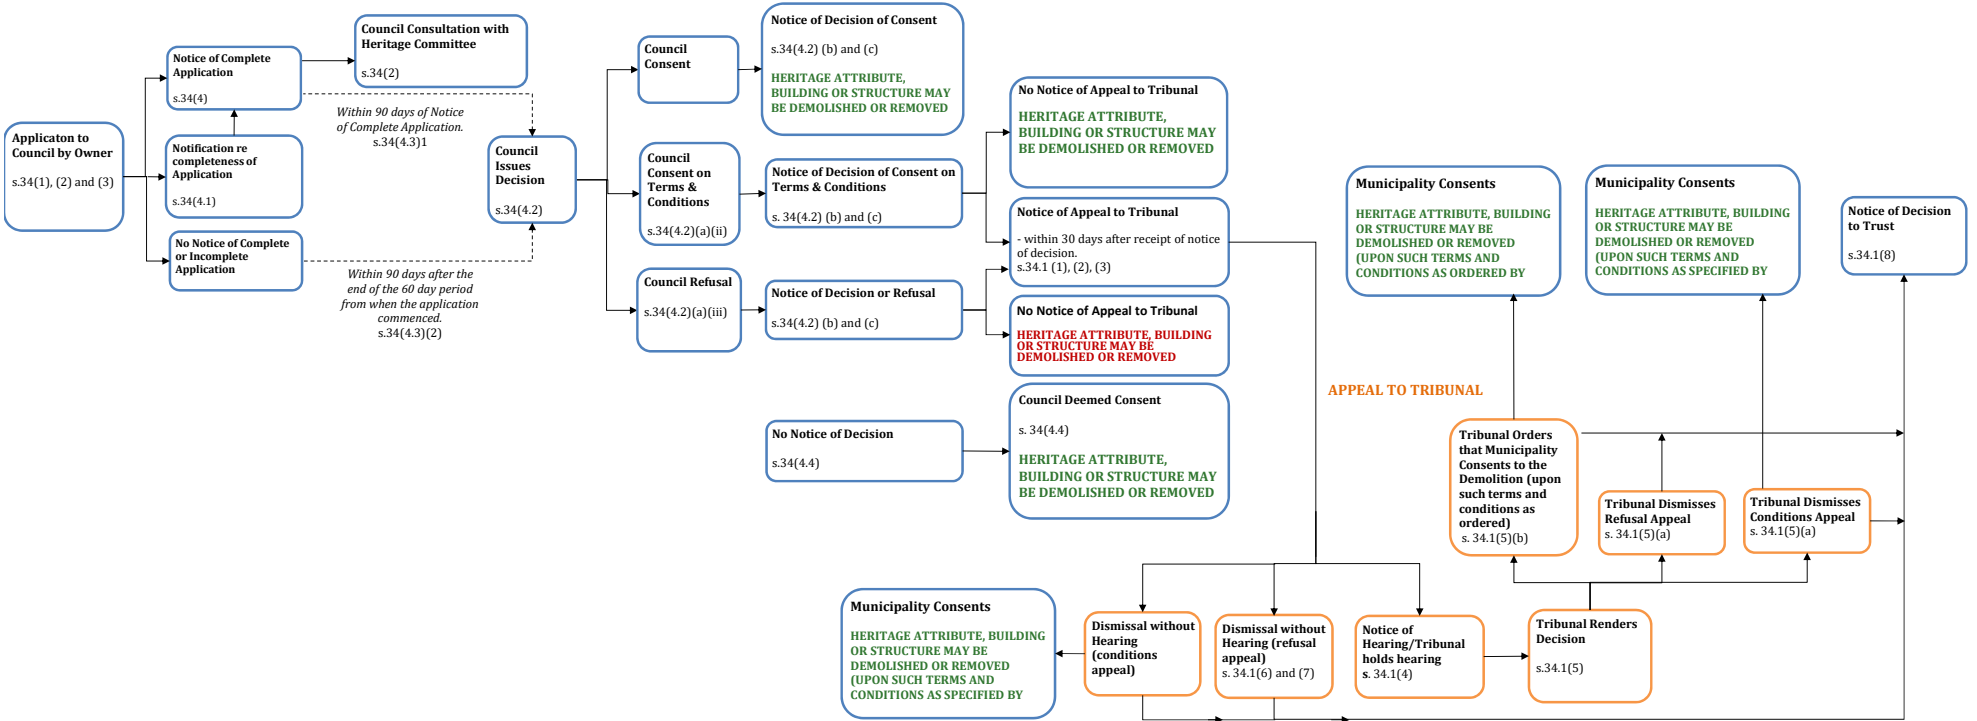 Applicaton to
Council by Owner
s.34(1), (2) and (3)
Notice of Complete
Application
s.34(4)
Notification re
completeness of
Application
s.34(4.1)
No Notice of Complete
or Incomplete
Application
Council Consultation with
Heritage Committee
s.34(2)
Within 90 days of Notice
of Complete Application.
s.34(4.3)1
Within 90 days after the
end of the 60 day period
from when the application
commenced.
s.34(4.3)(2)
Council
Issues
Decision
s.34(4.2)
Council
Consent
Council
Consent on
Terms &
Conditions
s.34(4.2)(a)(ii)
Council Refusal
s.34(4.2)(a)(iii)
Notice of Decision of Consent
s.34(4.2) (b) and (c)
HERITAGE ATTRIBUTE,
BUILDING OR STRUCTURE MAY
BE DEMOLISHED OR REMOVED
Notice of Decision of Consent on
Terms & Conditions
s. 34(4.2) (b) and (c)
Notice of Decision or Refusal
s.34(4.2) (b) and (c)
No Notice of Decision
s.34(4.4)
No Notice of Appeal to Tribunal
HERITAGE ATTRIBUTE,
BUILDING OR STRUCTURE MAY
BE DEMOLISHED OR REMOVED
Notice of Appeal to Tribunal
- within 30 days after receipt of notice
of decision.
s.34.1 (1), (2), (3)
No Notice of Appeal to Tribunal
HERITAGE ATTRIBUTE, BUILDING
OR STRUCTURE MAY BE
DEMOLISHED OR REMOVED
Council Deemed Consent
s. 34(4.4)
HERITAGE ATTRIBUTE,
BUILDING OR STRUCTURE MAY
BE DEMOLISHED OR REMOVED
Municipality Consents
HERITAGE ATTRIBUTE, BUILDING
OR STRUCTURE MAY BE
DEMOLISHED OR REMOVED
(UPON SUCH TERMS AND
CONDITIONS AS ORDERED BY
Municipality Consents
HERITAGE ATTRIBUTE, BUILDING
OR STRUCTURE MAY BE
DEMOLISHED OR REMOVED
(UPON SUCH TERMS AND
CONDITIONS AS SPECIFIED BY
Notice of Decision
to Trust
s.34.1(8)
APPEAL TO TRIBUNAL
Tribunal Orders
that Municipality
Consents to the
Demolition (upon
such terms and
conditions as
ordered)
s. 34.1(5)(b)
Tribunal Dismisses
Refusal Appeal
s. 34.1(5)(a)
Tribunal Dismisses
Conditions Appeal
s. 34.1(5)(a)
Municipality Consents
HERITAGE ATTRIBUTE, BUILDING
OR STRUCTURE MAY BE
DEMOLISHED OR REMOVED
(UPON SUCH TERMS AND
CONDITIONS AS SPECIFIED BY
Dismissal without
Hearing
(conditions
appeal)
Dismissal without
Hearing (refusal
appeal)
s. 34.1(6) and (7)
Notice of
Hearing/Tribunal
holds hearing
s. 34.1(4)
Tribunal Renders
Decision
s.34.1(5)